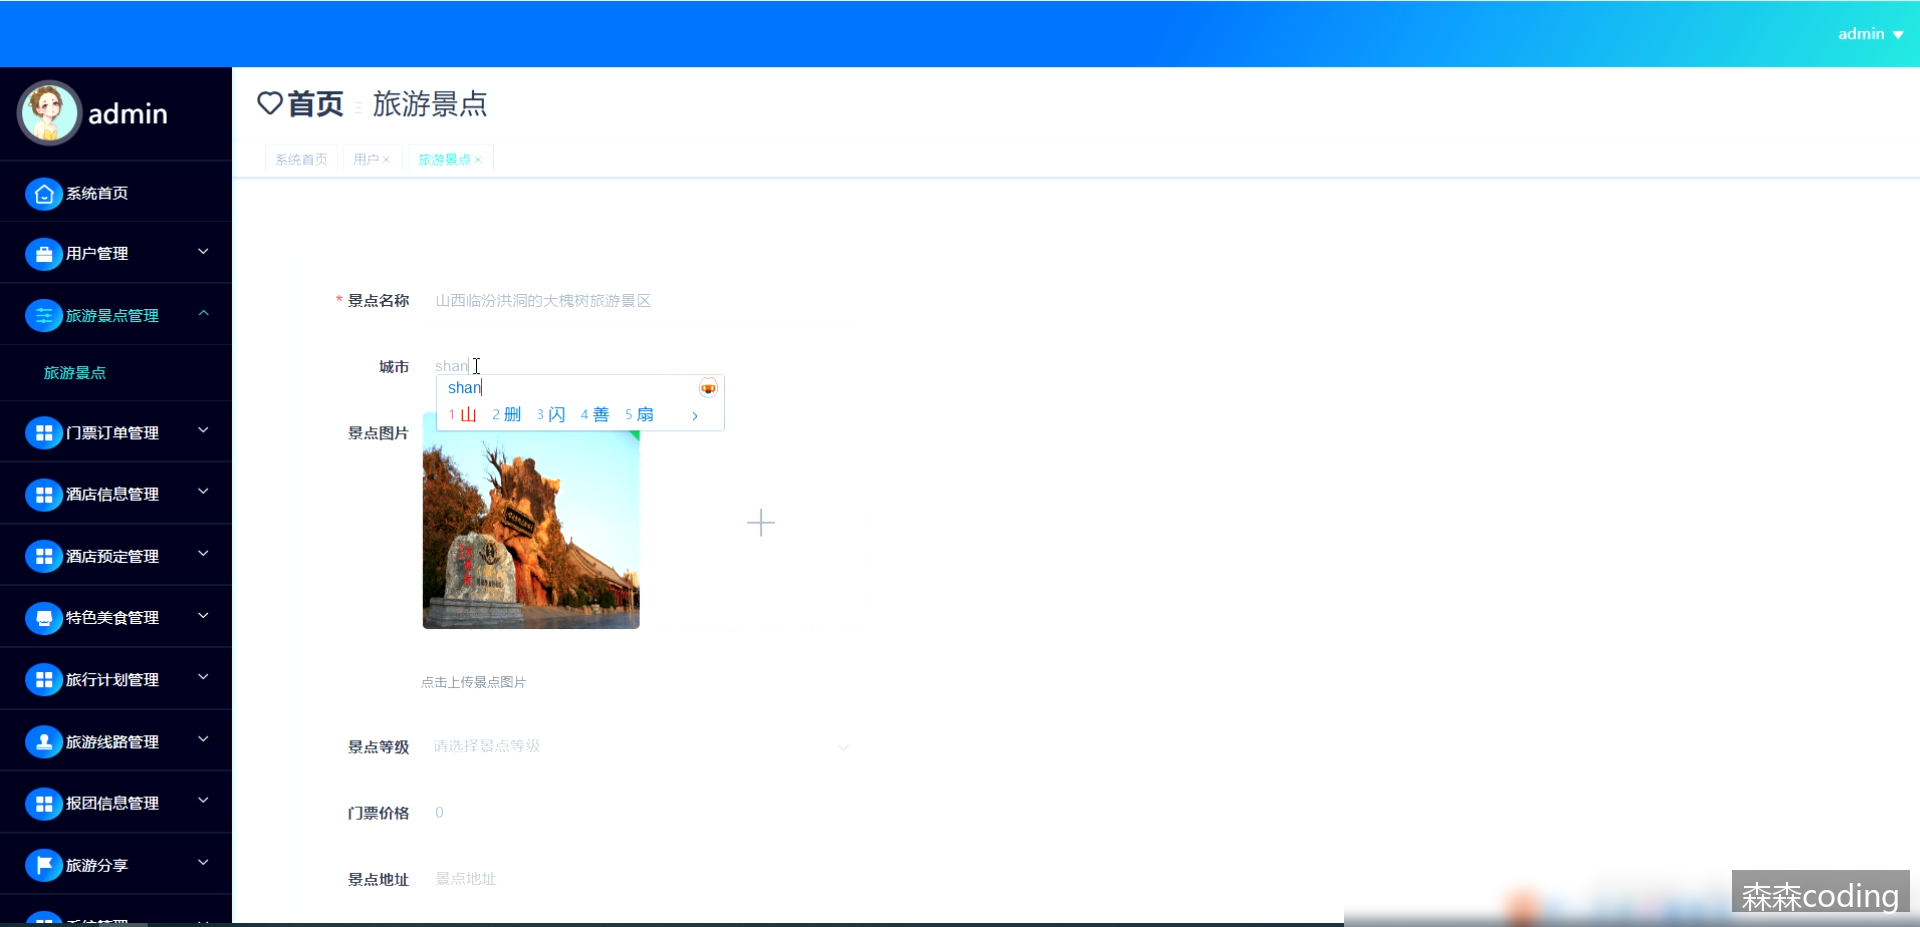 admin
admin
首页
旅游景点
系统首页
用户×
旅游景点×
系统首页
用户管理
旅游景点管理
旅游景点
门票订单管理
酒店信息管理
酒店预定管理
特色美食管理
旅行计划管理
旅游线路管理
报团信息管理
旅游分享
* 景点名称 山西临汾洪洞的大槐树旅游景区
城市 shan
shan
1 山 2 删 3 闪 4 善 5 扇
景点图片
点击上传景点图片
景点等级 请选择景点等级
门票价格 0
景点地址 景点地址
森森coding